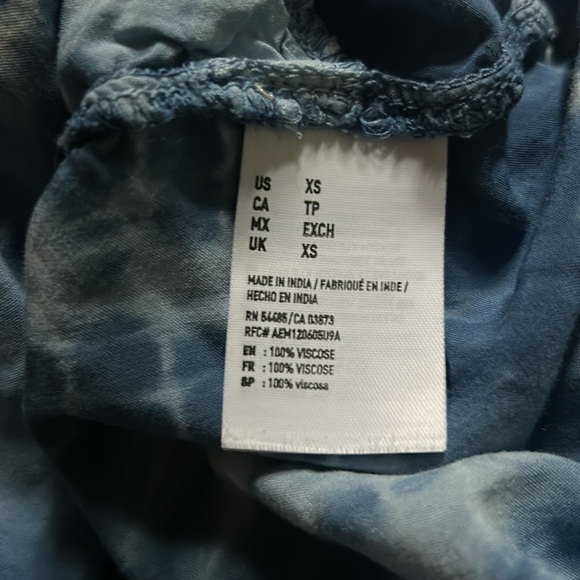 US XS
CA TP
MX EXCH
UK XS
MADE IN INDIA / FABRIQUÉ EN INDE /
HECHO EN INDIA
RN 54485/CA 03873
RFC# AEM120605U9A
EN : 100% VISCOSE
FR : 100% VISCOSE
SP : 100% viscosa